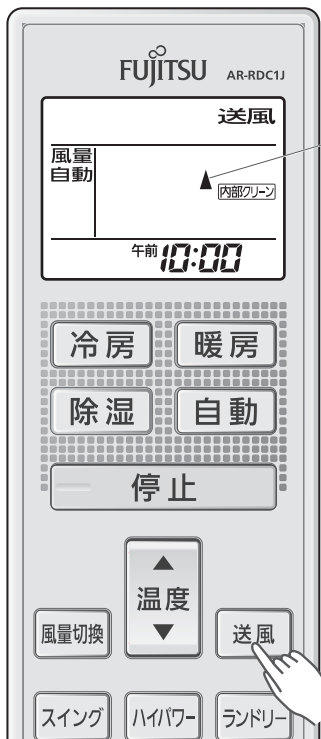 FUJITSU AR-RDC1J
送風
風量
自動
▲
内部クリーン
午前10:00
冷房 暖房
除湿 自動
停止
▲
温度
▼
風量切換 送風
スイング ハイパワー ランドリー